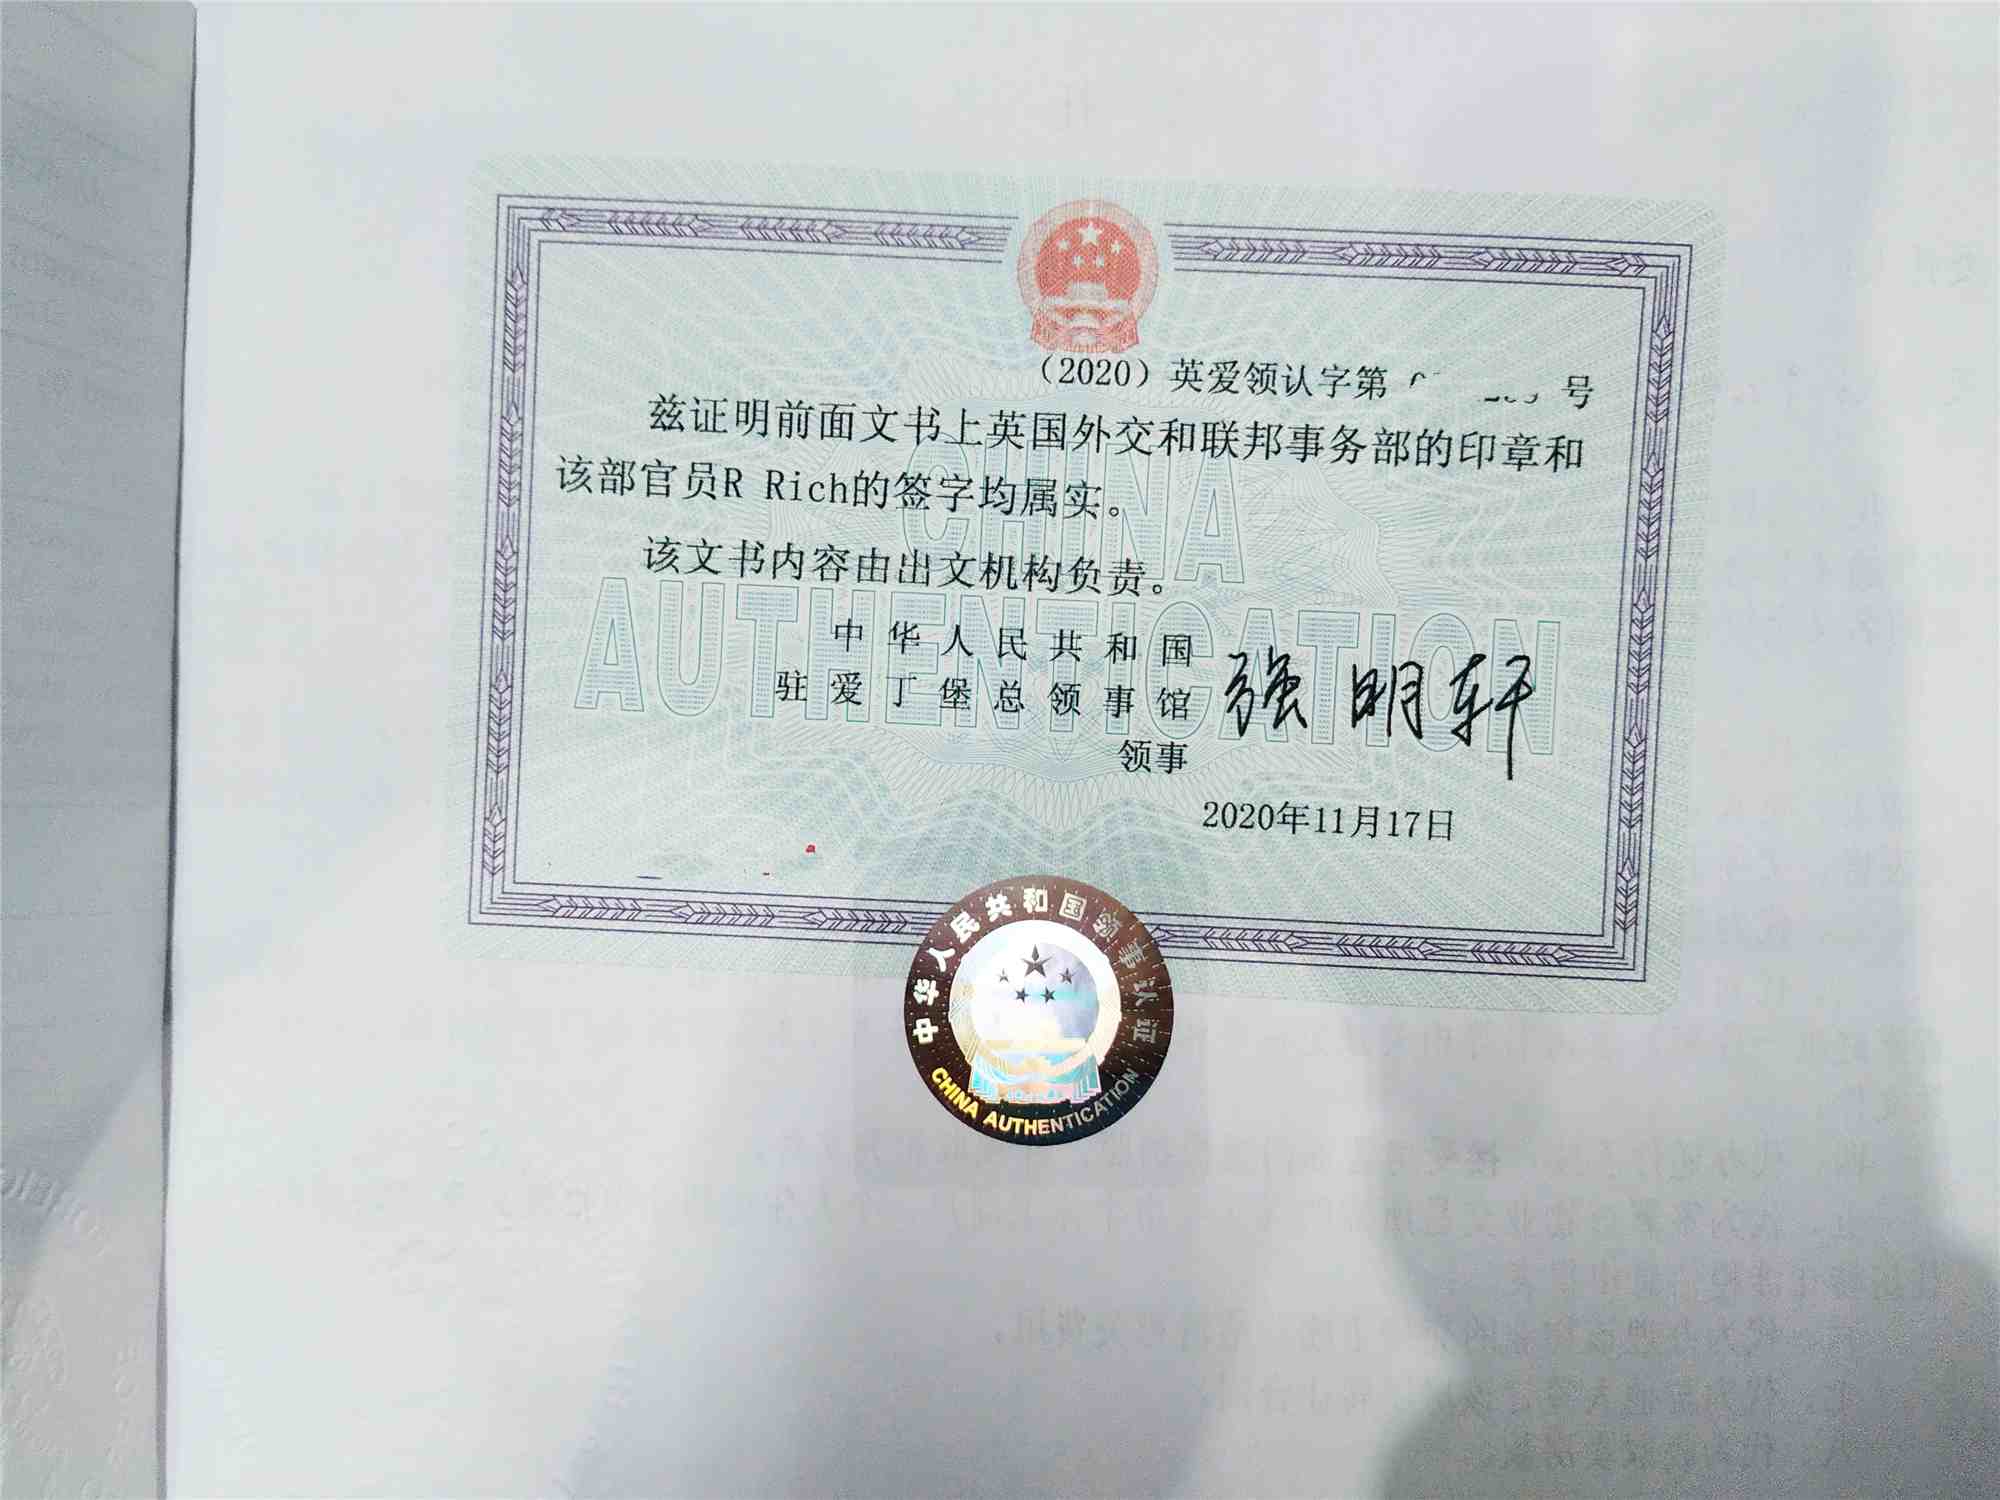 （2020）英爱领认字第 号
兹证明前面文书上英国外交和联邦事务部的印章和
该部官员R Rich的签字均属实。
该文书内容由出文机构负责。
中华人民共和国
驻爱丁堡总领事馆
强明轩
领事
2020年11月17日
CHINA
AUTHENTICATION
中华人民共和国领事认证
CHINA AUTHENTICATION